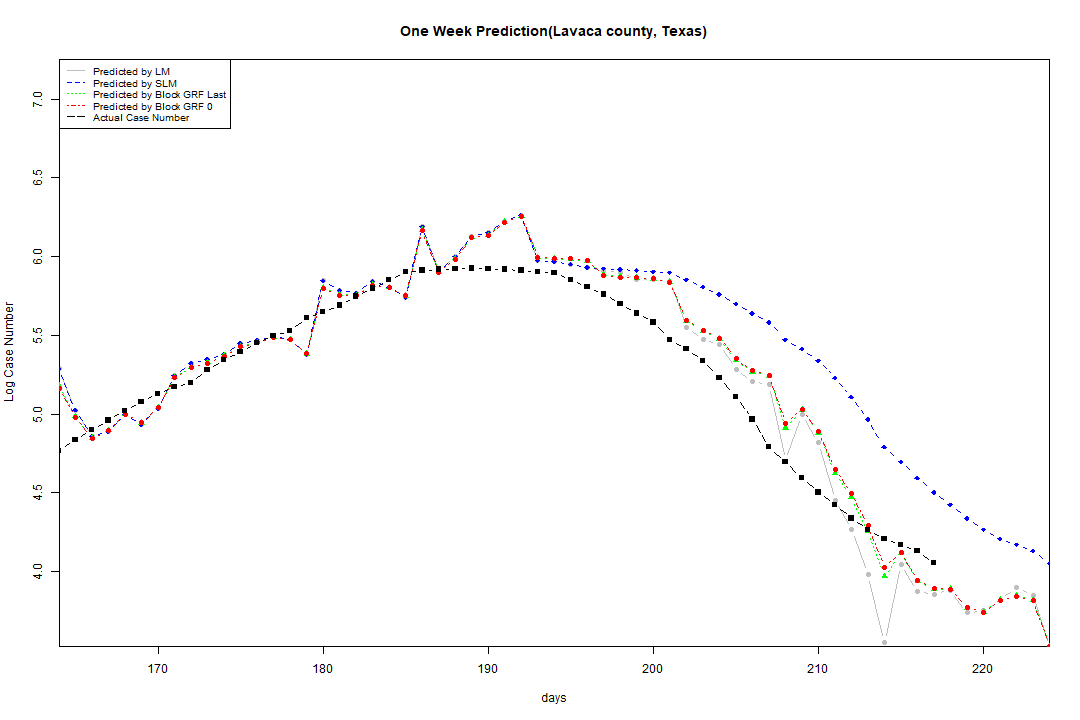 One Week Prediction(Lavaca county, Texas)
Predicted by LM
Predicted by SLM
Predicted by Block GRF Last
Predicted by Block GRF 0
Actual Case Number
7.0
6.5
6.0
5.5
5.0
4.5
4.0
Log Case Number
170 180 190 200 210 220
days